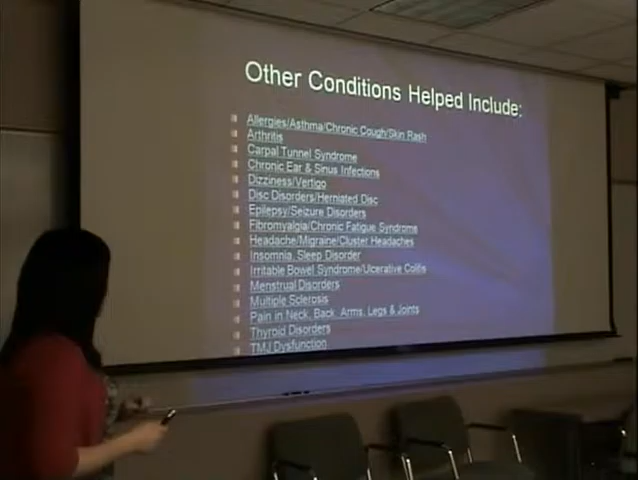 Other Conditions Helped Include:
Allergies/Asthma/Chronic Cough/Skin Rash
Arthritis
Carpal Tunnel Syndrome
Chronic Ear & Sinus Infections
Dizziness/Vertigo
Disc Disorders/Herniated Disc
Epilepsy/Seizure Disorders
Fibromyalgia/Chronic Fatigue Syndrome
Headache/Migraine/Cluster Headaches
Insomnia, Sleep Disorder
Irritable Bowel Syndrome/Ulcerative Colitis
Menstrual Disorders
Multiple Sclerosis
Pain in Neck, Back, Arms, Legs & Joints
Thyroid Disorders
TMJ Dysfunction